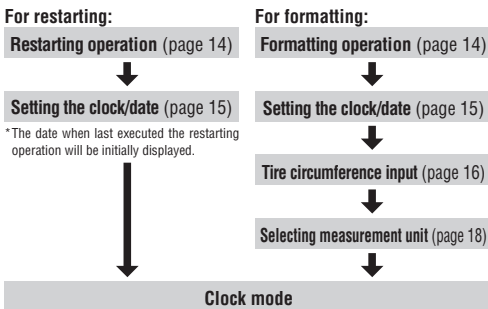 For restarting:
Restarting operation (page 14)
Setting the clock/date (page 15)
*The date when last executed the restarting
operation will be initially displayed.
For formatting:
Formatting operation (page 14)
Setting the clock/date (page 15)
Tire circumference input (page 16)
Selecting measurement unit (page 18)
Clock mode